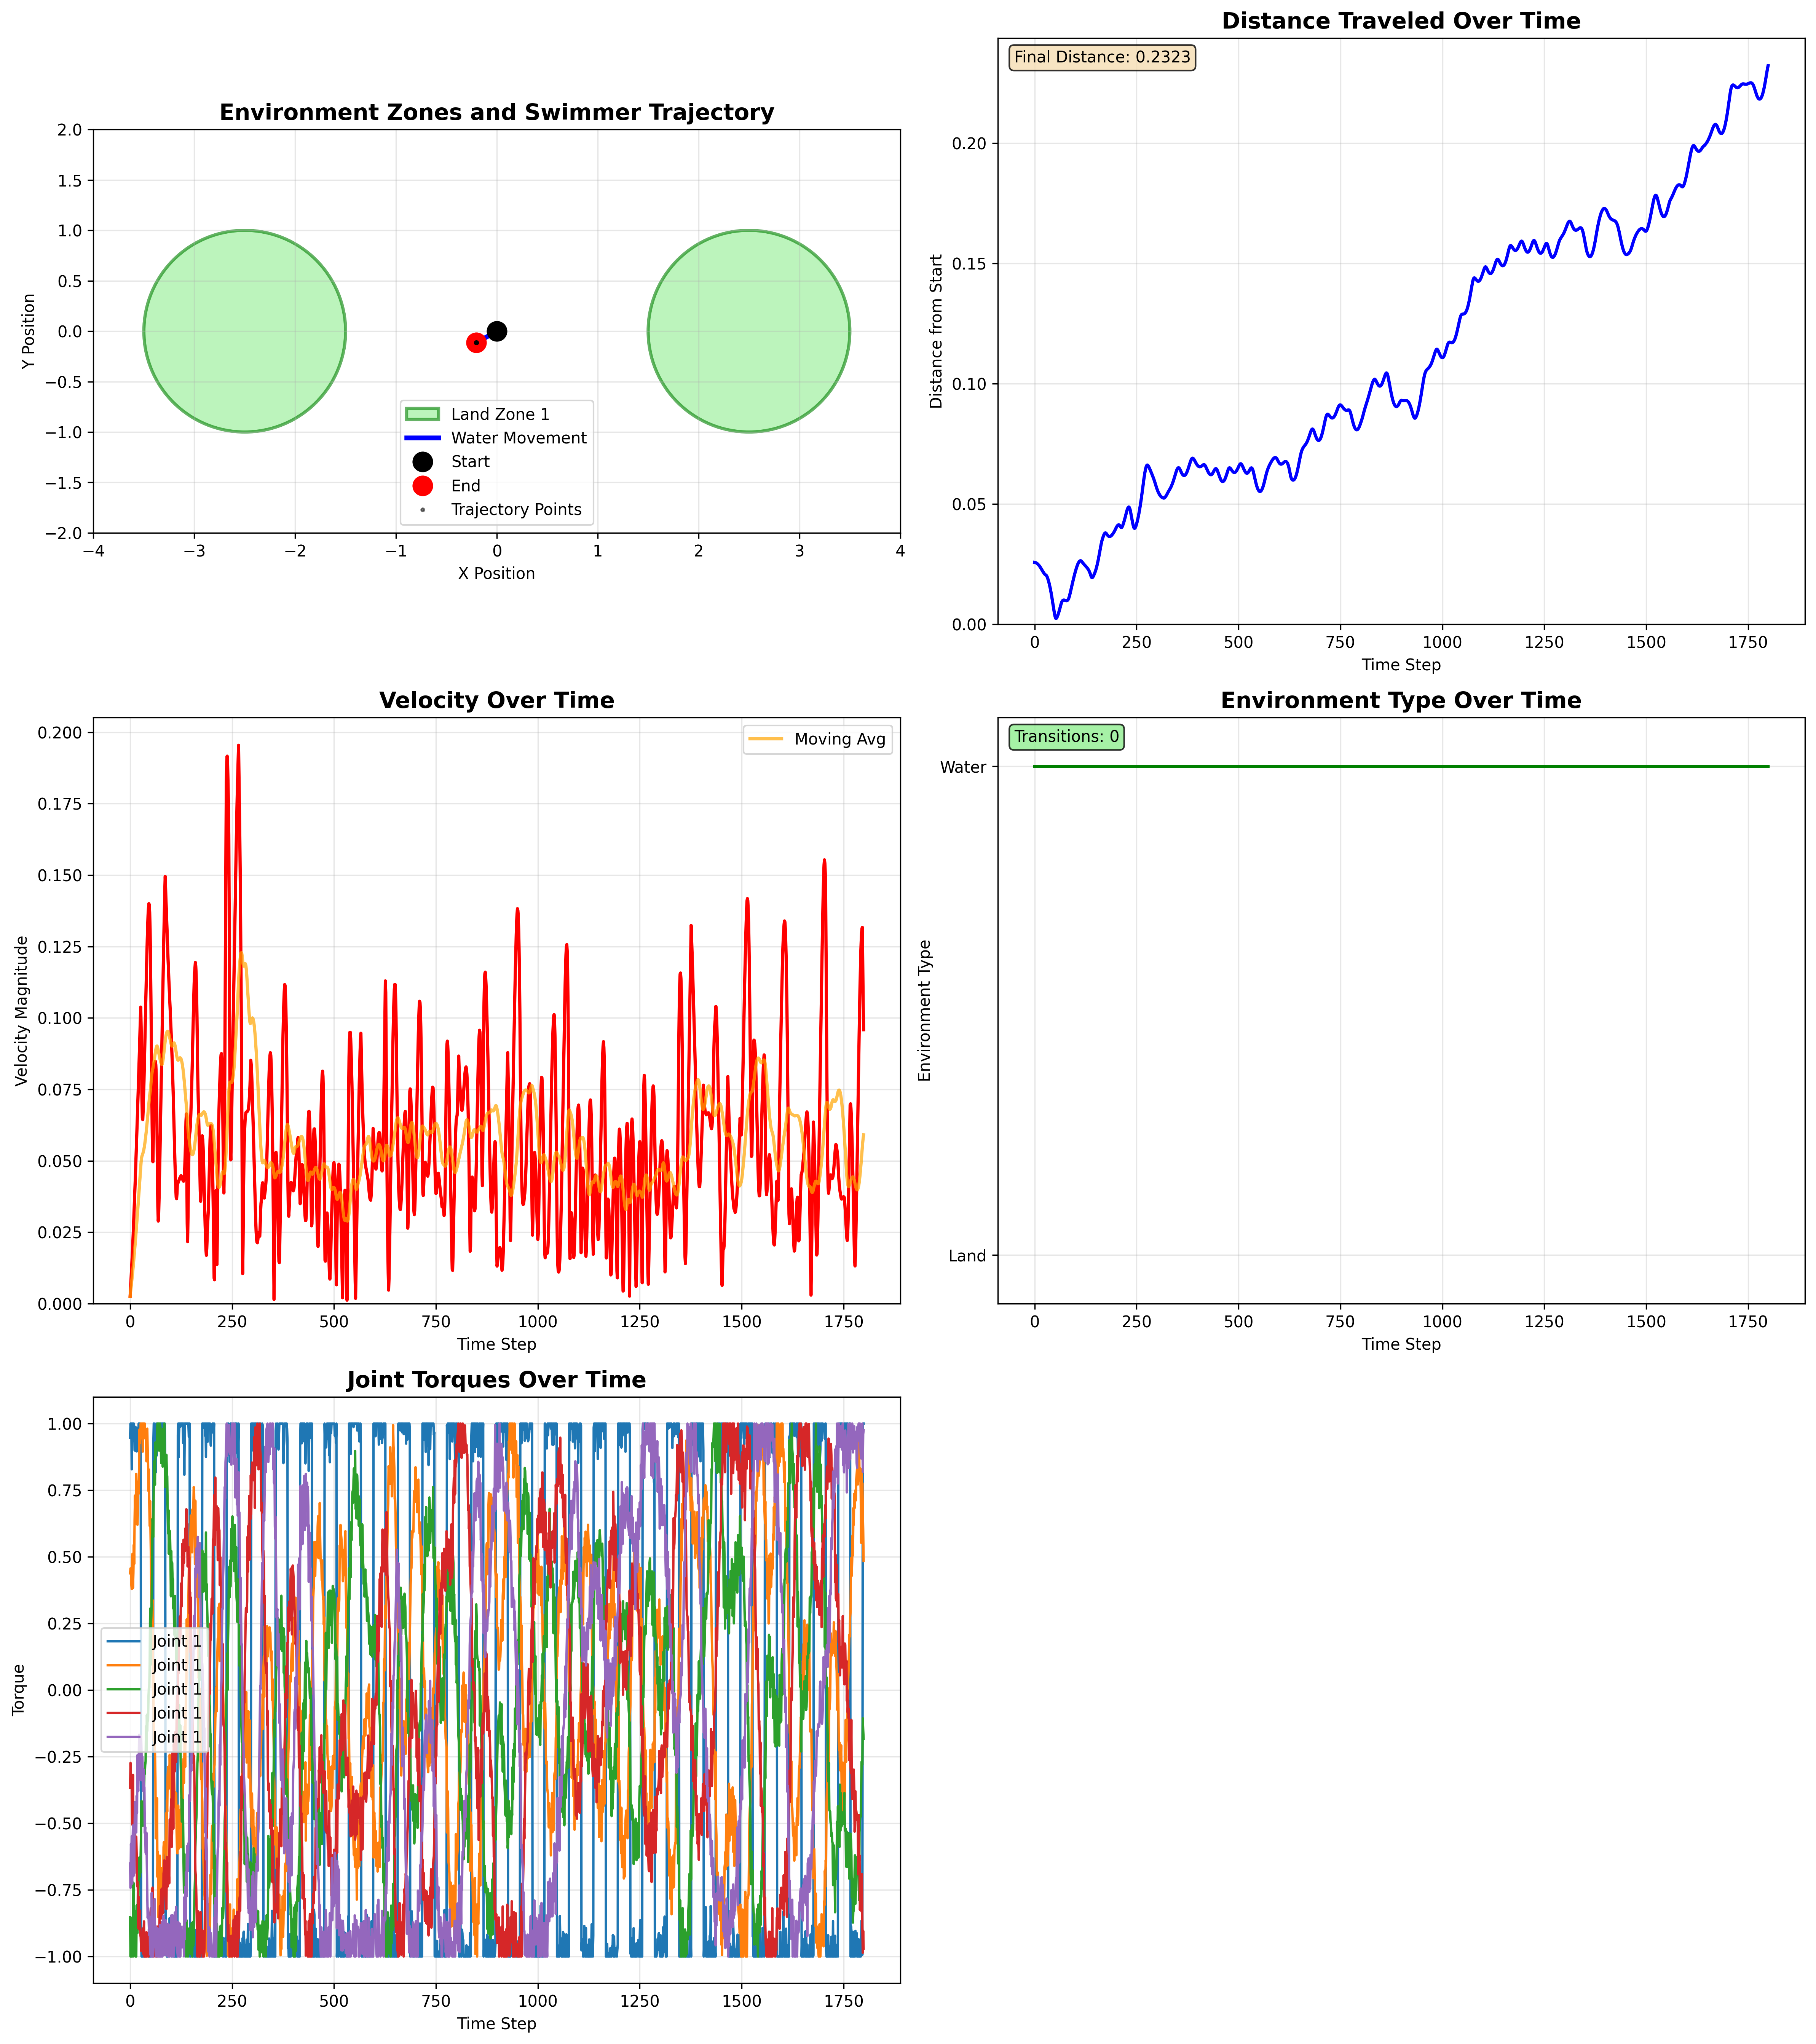 Environment Zones and Swimmer Trajectory
2.0
1.5
1.0
0.5
0.0
−0.5
−1.0
−1.5
−2.0
Y Position
−4
−3
−2
−1
0
1
2
3
4
X Position
Land Zone 1
Water Movement
Start
End
Trajectory Points
Distance Traveled Over Time
Final Distance: 0.2323
0.20
0.15
0.10
0.05
0.00
Distance from Start
0
250
500
750
1000
1250
1500
1750
Time Step
Velocity Over Time
Moving Avg
0.200
0.175
0.150
0.125
0.100
0.075
0.050
0.025
0.000
Velocity Magnitude
0
250
500
750
1000
1250
1500
1750
Time Step
Environment Type Over Time
Transitions: 0
Water
Land
Environment Type
0
250
500
750
1000
1250
1500
1750
Time Step
Joint Torques Over Time
1.00
0.75
0.50
0.25
0.00
−0.25
−0.50
−0.75
−1.00
Torque
Joint 1
Joint 1
Joint 1
Joint 1
Joint 1
0
250
500
750
1000
1250
1500
1750
Time Step